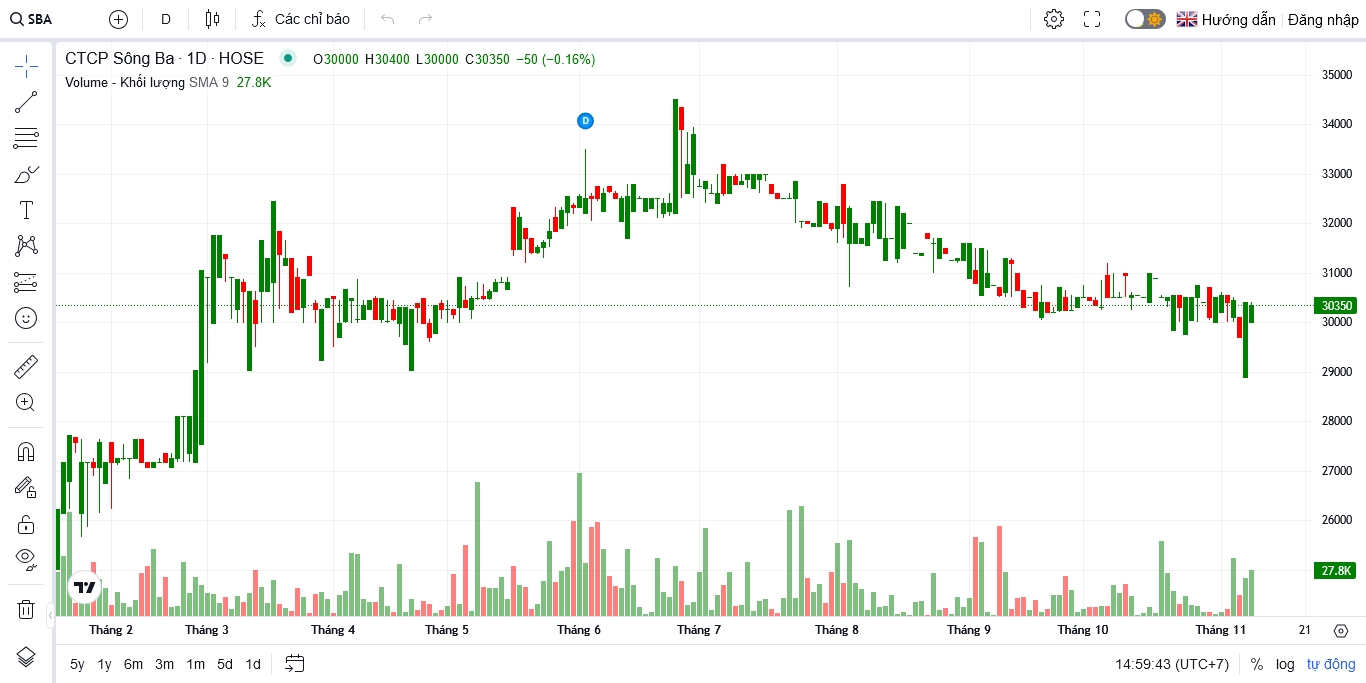 SBA D Các chỉ báo Hướng dẫn Đăng nhập
CTCP Sông Ba · 1D · HOSE O30000 H30400 L30000 C30350 −50 (−0.16%)
Volume - Khối lượng SMA 9 27.8K
35000
D
34000
33000
32000
31000
30350
30000
29000
28000
27000
26000
27.8K
Tháng 2 Tháng 3 Tháng 4 Tháng 5 Tháng 6 Tháng 7 Tháng 8 Tháng 9 Tháng 10 Tháng 11 21
5y 1y 6m 3m 1m 5d 1d 14:59:43 (UTC+7) % log tự động